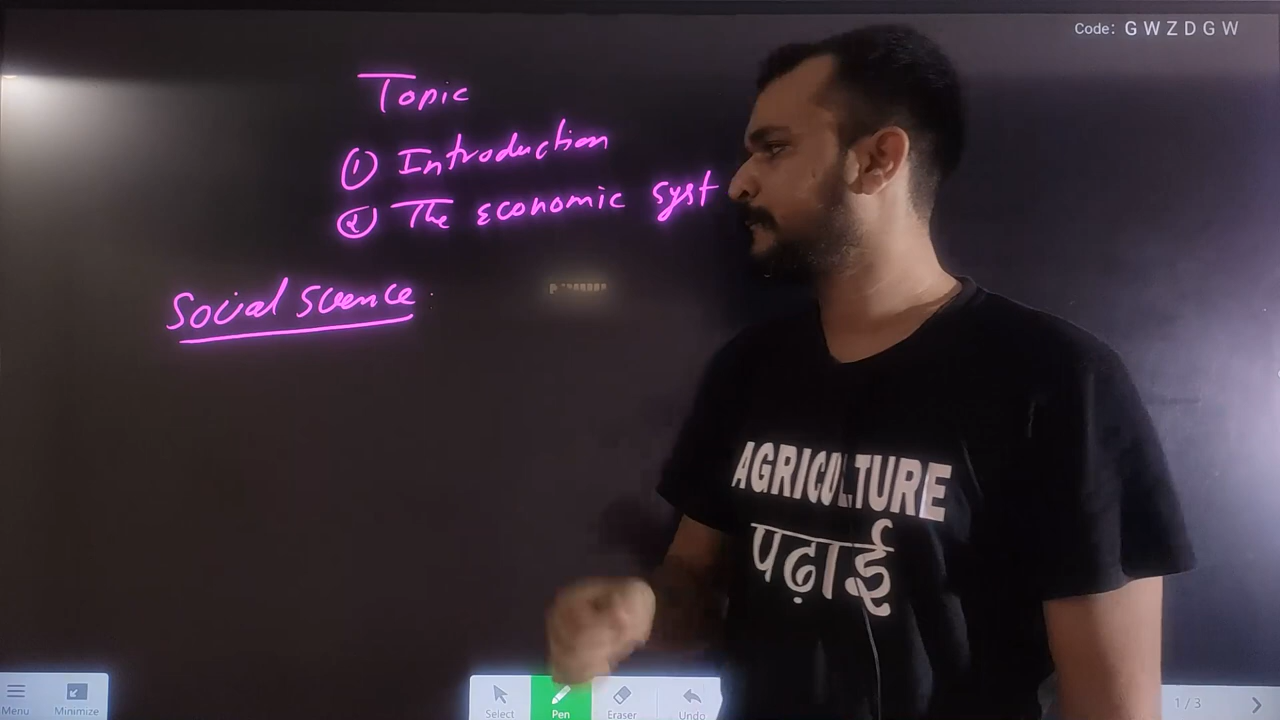 Code: GWZDGW
Topic
① Introduction
② The economic syst
Social Science
AGRICULTURE
पढ़ाई
Menu
Minimize
Select
Pen
Eraser
Undo
1/3